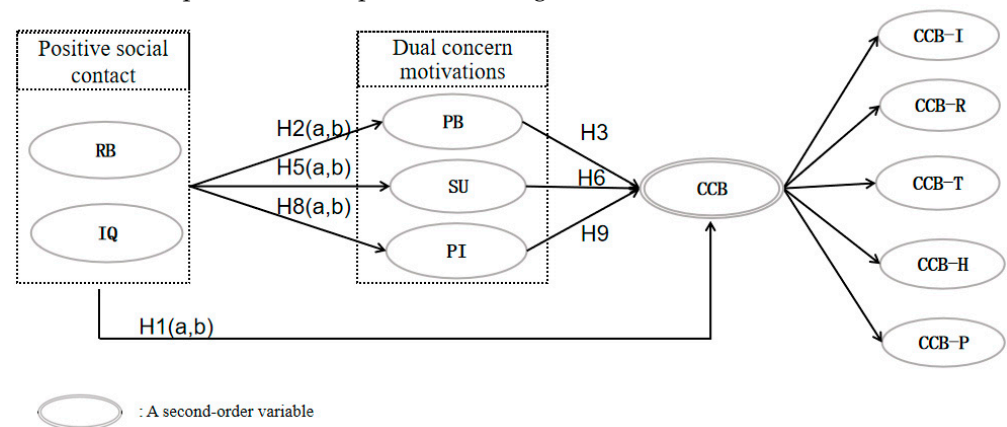 Positive social
contact
RB
IQ
Dual concern
motivations
PB
SU
PI
H2(a,b)
H5(a,b)
H8(a,b)
H3
H6
H9
H1(a,b)
CCB
CCB-I
CCB-R
CCB-T
CCB-H
CCB-P
: A second-order variable